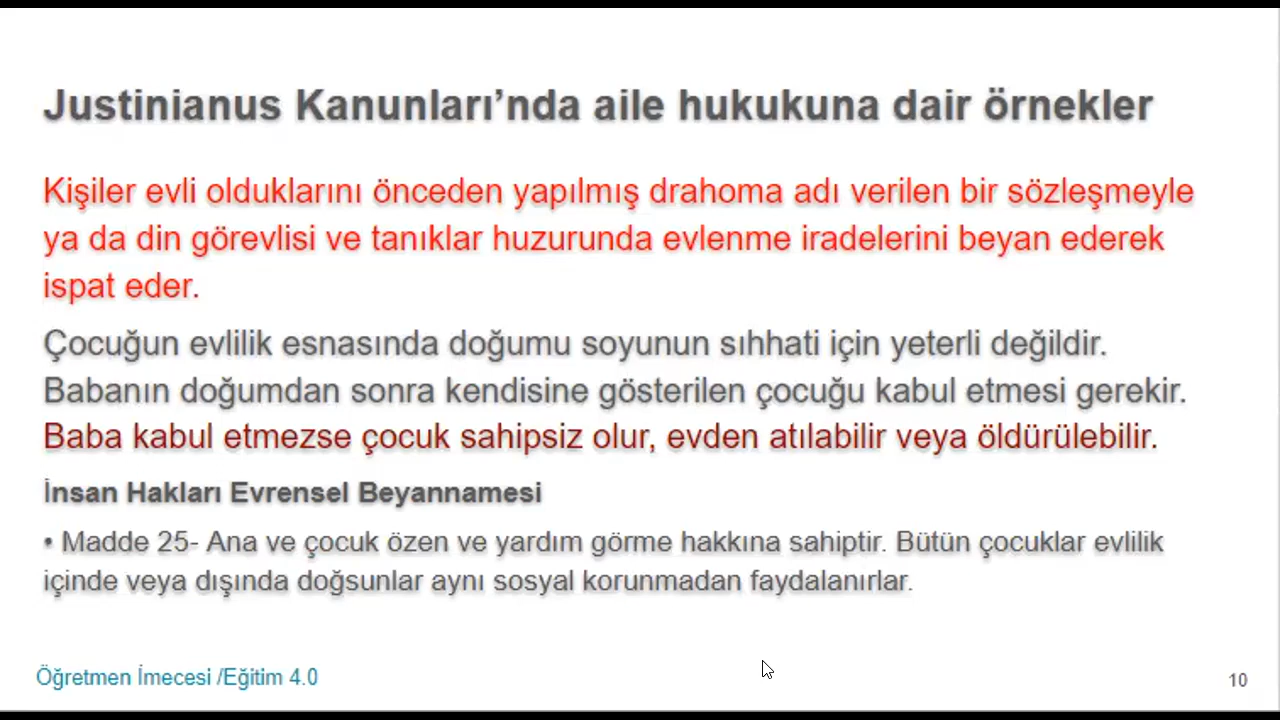 Justinianus Kanunları’nda aile hukukuna dair örnekler
Kişiler evli olduklarını önceden yapılmış drahoma adı verilen bir sözleşmeyle
ya da din görevlisi ve tanıklar huzurunda evlenme iradelerini beyan ederek
ispat eder.
Çocuğun evlilik esnasında doğumu soyunun sıhhati için yeterli değildir.
Babanın doğumdan sonra kendisine gösterilen çocuğu kabul etmesi gerekir.
Baba kabul etmezse çocuk sahipsiz olur, evden atılabilir veya öldürülebilir.
İnsan Hakları Evrensel Beyannamesi
• Madde 25- Ana ve çocuk özen ve yardım görme hakkına sahiptir. Bütün çocuklar evlilik
içinde veya dışında doğsunlar aynı sosyal korunmadan faydalanırlar.
Öğretmen İmecesi /Eğitim 4.0
10